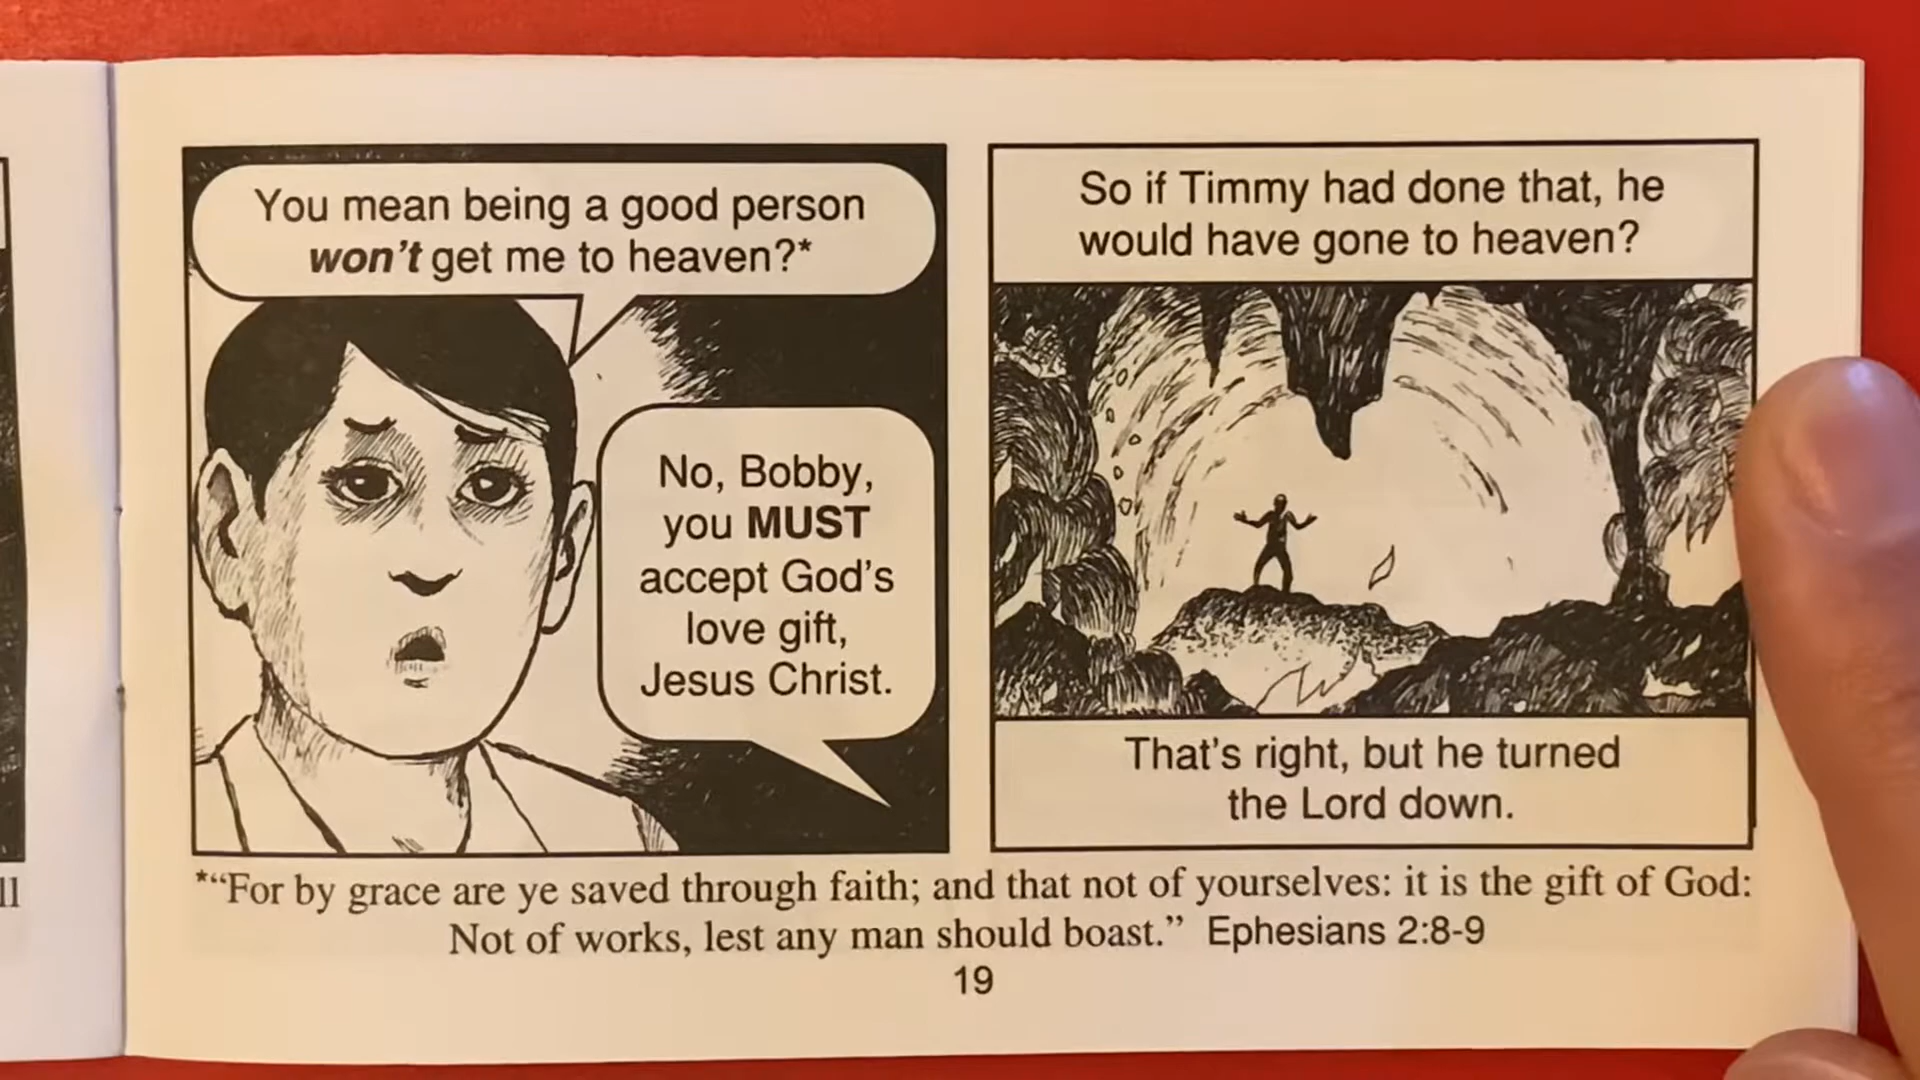 You mean being a good person
won't get me to heaven?*
No, Bobby,
you MUST
accept God's
love gift,
Jesus Christ.
So if Timmy had done that, he
would have gone to heaven?
That's right, but he turned
the Lord down.
*“For by grace are ye saved through faith; and that not of yourselves: it is the gift of God:
Not of works, lest any man should boast.” Ephesians 2:8-9
19